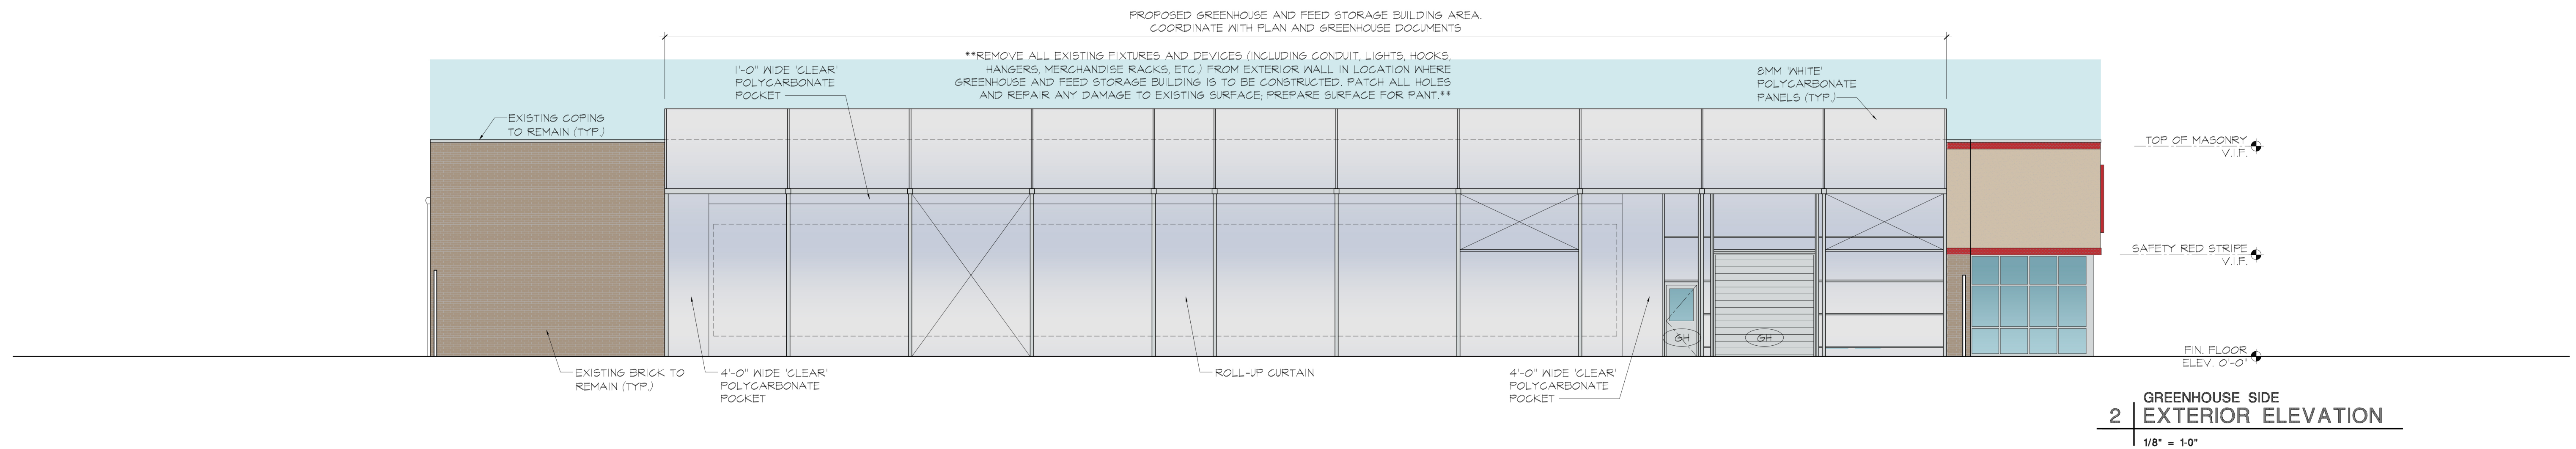 PROPOSED GREENHOUSE AND FEED STORAGE BUILDING AREA.
COORDINATE WITH PLAN AND GREENHOUSE DOCUMENTS
**REMOVE ALL EXISTING FIXTURES AND DEVICES (INCLUDING CONDUIT, LIGHTS, HOOKS,
HANGERS, MERCHANDISE RACKS, ETC.) FROM EXTERIOR WALL IN LOCATION WHERE
GREENHOUSE AND FEED STORAGE BUILDING IS TO BE CONSTRUCTED. PATCH ALL HOLES
AND REPAIR ANY DAMAGE TO EXISTING SURFACE; PREPARE SURFACE FOR PANT.**
1'-0" WIDE 'CLEAR'
POLYCARBONATE
POCKET
8MM 'WHITE'
POLYCARBONATE
PANELS (TYP.)
EXISTING COPING
TO REMAIN (TYP.)
TOP OF MASONRY
V.I.F.
SAFETY RED STRIPE
V.I.F.
GH
GH
FIN. FLOOR
ELEV. 0'-0"
EXISTING BRICK TO
REMAIN (TYP.)
4'-0" WIDE 'CLEAR'
POLYCARBONATE
POCKET
ROLL-UP CURTAIN
4'-0" WIDE 'CLEAR'
POLYCARBONATE
POCKET
GREENHOUSE SIDE
2 EXTERIOR ELEVATION
1/8" = 1-0"